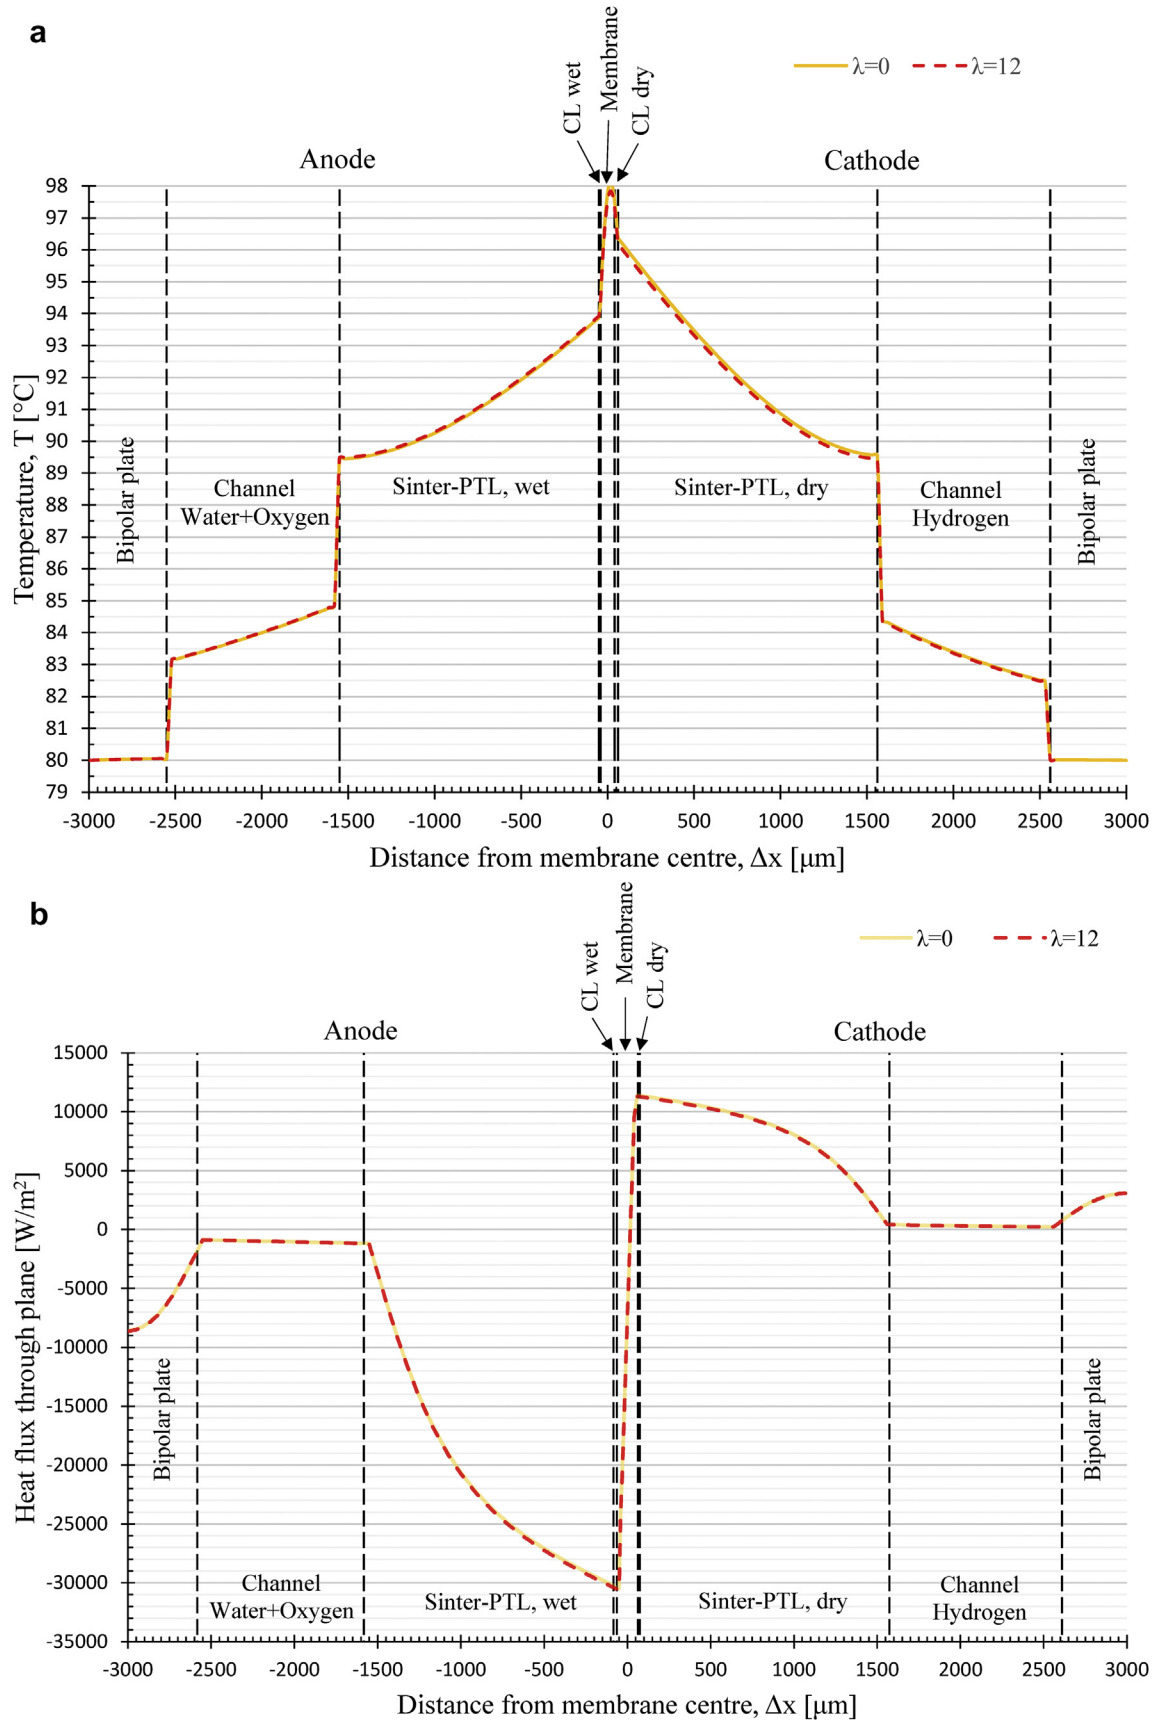 a
λ=0
λ=12
CL wet
Membrane
CL dry
Anode
Cathode
98
97
96
95
94
93
92
91
90
89
88
87
86
85
84
83
82
81
80
79
Temperature, T [°C]
Bipolar plate
Channel
Water+Oxygen
Sinter-PTL, wet
Sinter-PTL, dry
Channel
Hydrogen
Bipolar plate
-3000 -2500 -2000 -1500 -1000 -500 0 500 1000 1500 2000 2500 3000
Distance from membrane centre, Δx [μm]
b
λ=0
λ=12
CL wet
Membrane
CL dry
Anode
Cathode
15000
10000
5000
0
-5000
-10000
-15000
-20000
-25000
-30000
-35000
Heat flux through plane [W/m²]
Bipolar plate
Channel
Water+Oxygen
Sinter-PTL, wet
Sinter-PTL, dry
Channel
Hydrogen
Bipolar plate
-3000 -2500 -2000 -1500 -1000 -500 0 500 1000 1500 2000 2500 3000
Distance from membrane centre, Δx [μm]